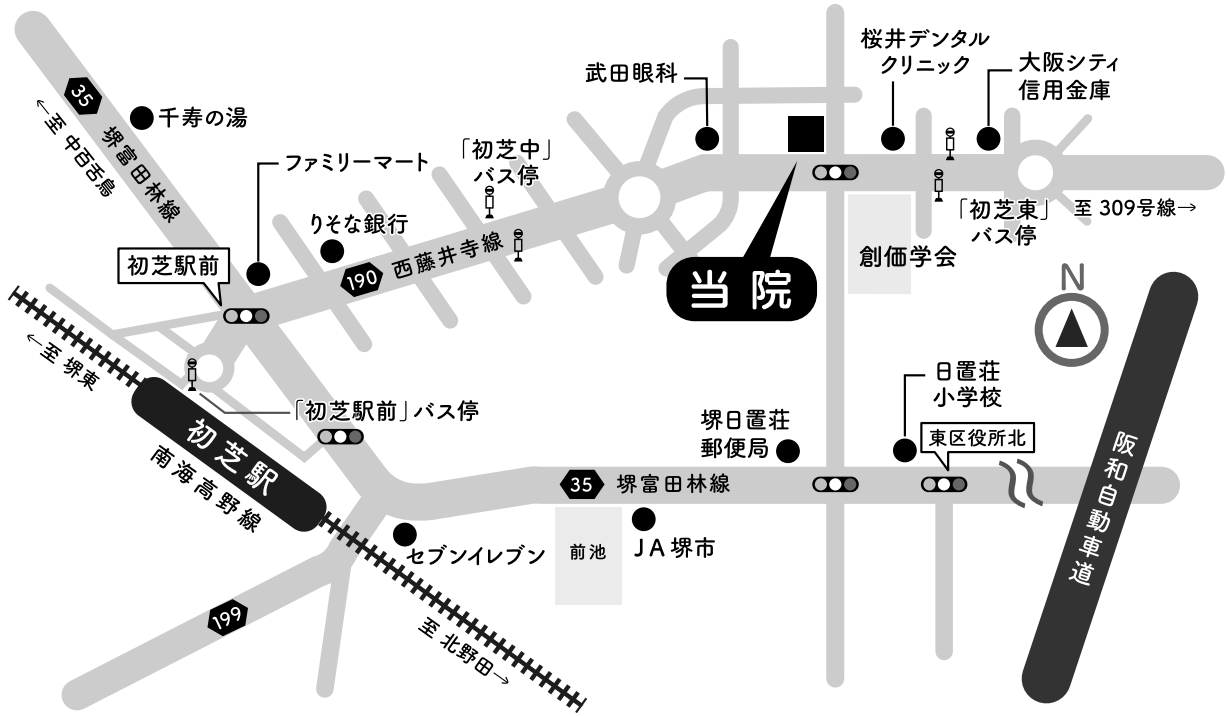 桜井デンタル
クリニック
武田眼科
大阪シティ
信用金庫
35
堺富田林線
←至 中百舌鳥
千寿の湯
ファミリーマート
「初芝中」
バス停
りそな銀行
190
西藤井寺線
「初芝東」
バス停
至 309号線→
初芝駅前
当院
創価学会
N
←至 堺東
「初芝駅前」バス停
初芝駅
南海高野線
日置荘
小学校
堺日置荘
郵便局
東区役所北
35
堺富田林線
阪和自動車道
セブンイレブン
前池
JA堺市
199
至 北野田→